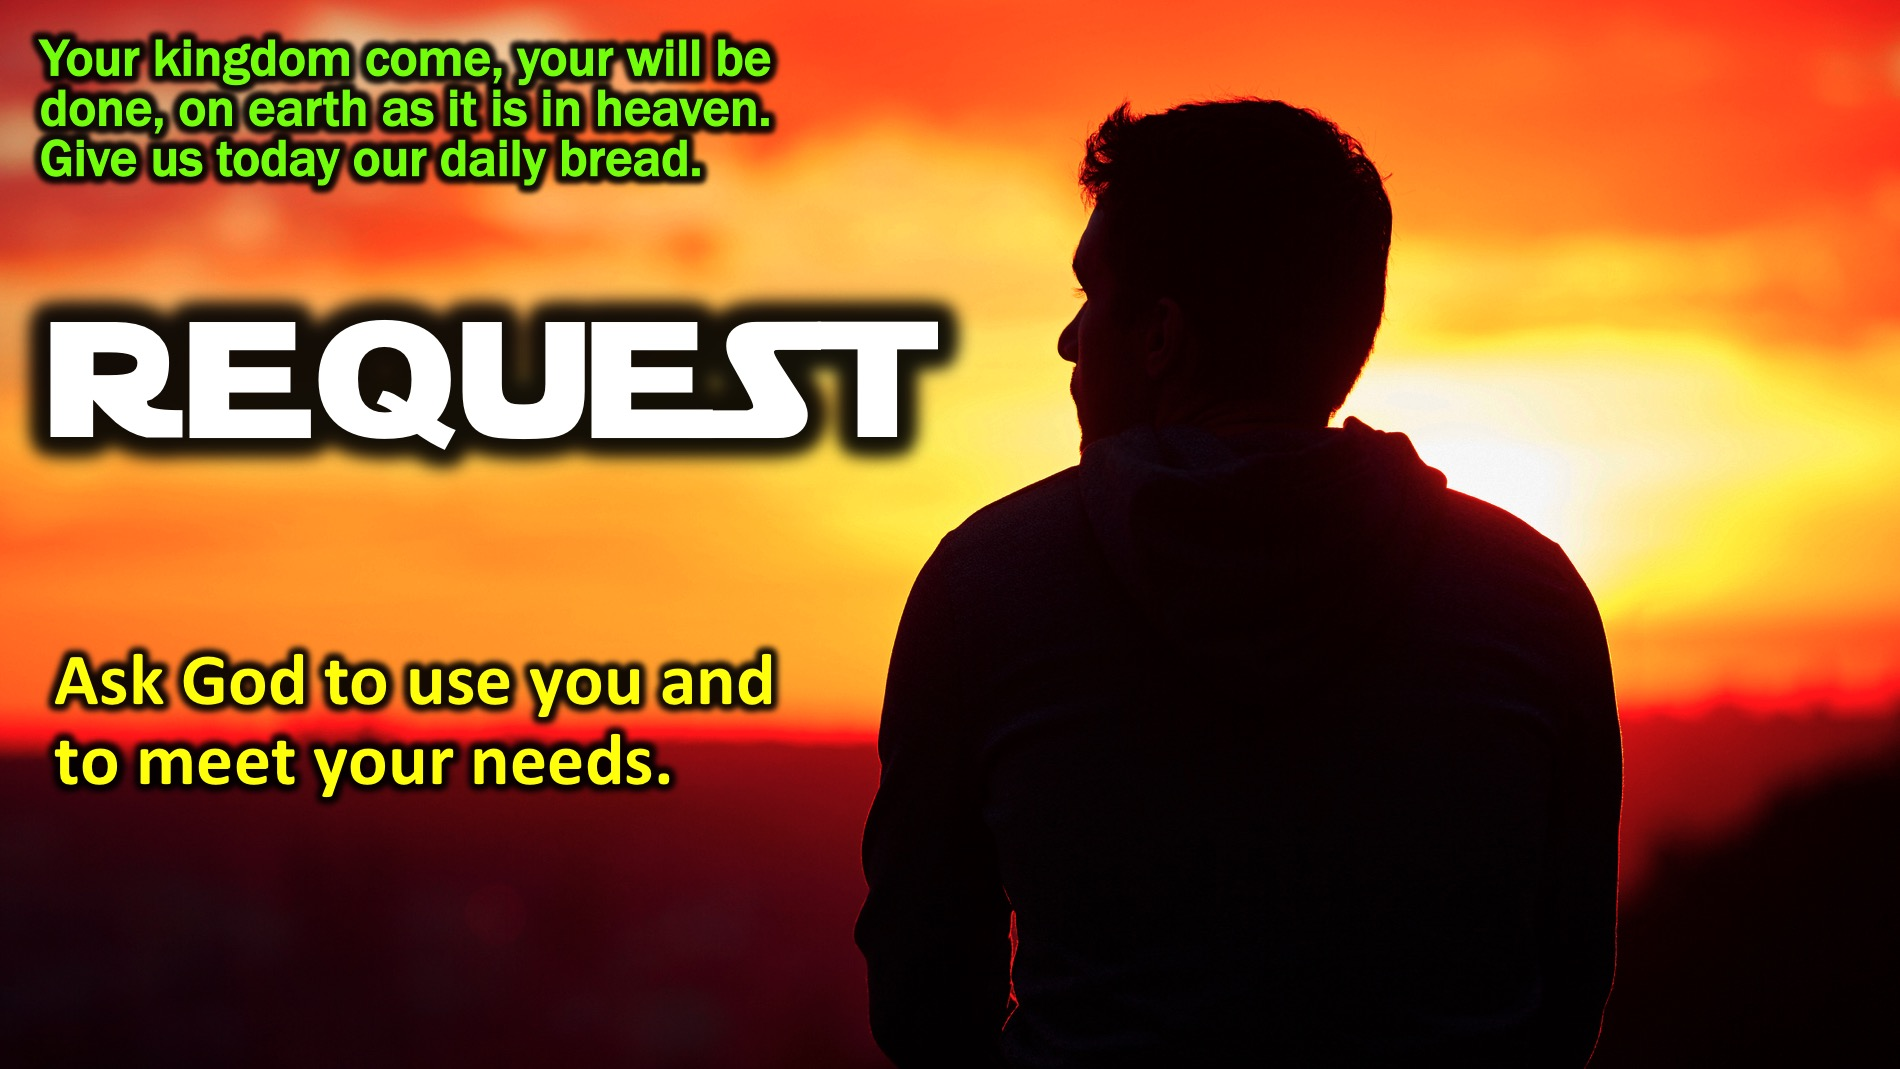 Your kingdom come, your will be
done, on earth as it is in heaven.
Give us today our daily bread.
REQUEST
Ask God to use you and
to meet your needs.